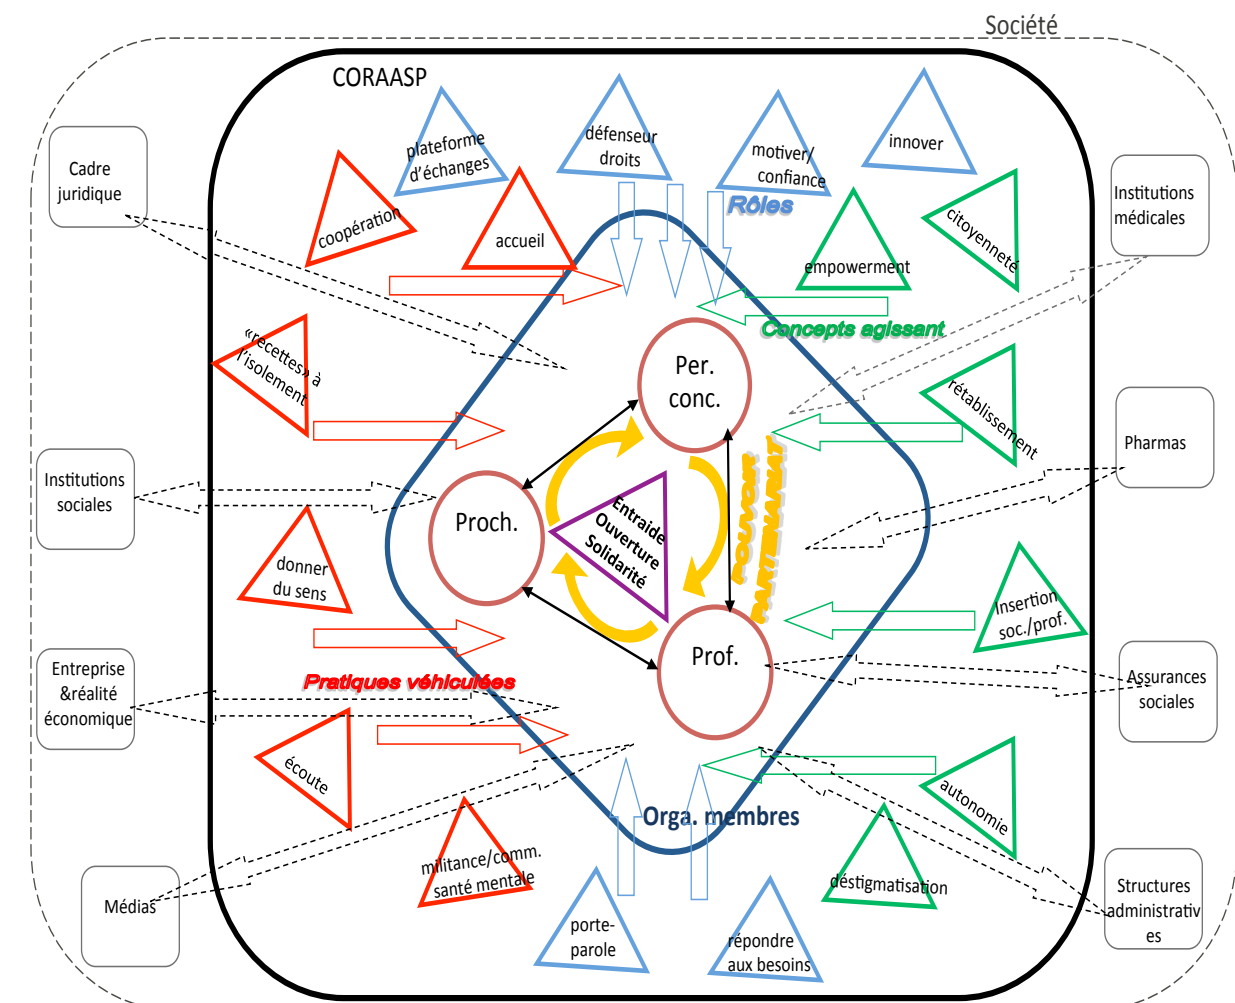 Société
CORAASP
Cadre
juridique
plateforme
d'échanges
défenseur
droits
motiver/
confiance
innover
Institutions
médicales
coopération
accueil
Rôles
empowerment
citoyenneté
Concepts agissant
«recettes» à
l'isolement
Per.
conc.
rétablissement
Pharmas
Institutions
sociales
Proch.
Entraide
Ouverture
Solidarité
POUVOIR
PARTENARIAT
donner
du sens
Insertion
soc./prof.
Entreprise
&réalité
économique
Pratiques véhiculées
Prof.
Assurances
sociales
écoute
autonomie
Orga. membres
militance/comm.
santé mentale
déstigmatisation
Médias
porte-
parole
répondre
aux besoins
Structures
administrativ
es